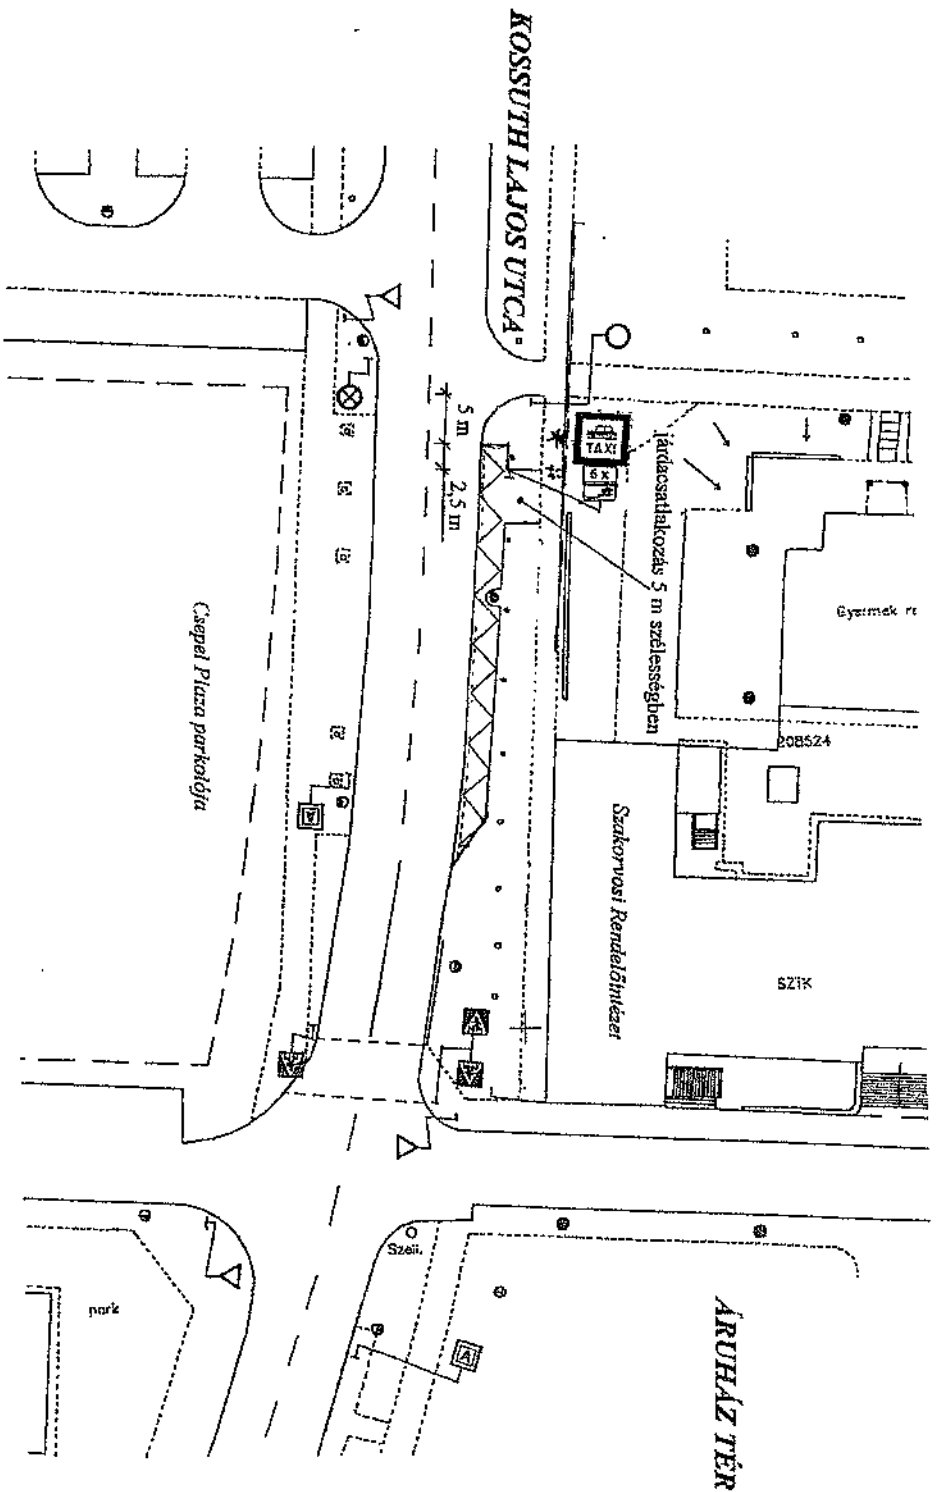 KOSSUTH LAJOS UTCA
TAXI
6 x
5 m
2,5 m
járdacsatlakozás 5 m szélességben
Gyermek
208524
Csepel Plaza parkolója
Szakorvosi Rendelőintézet
SZTK
Szell.
park
A
ÁRUHÁZ TÉR